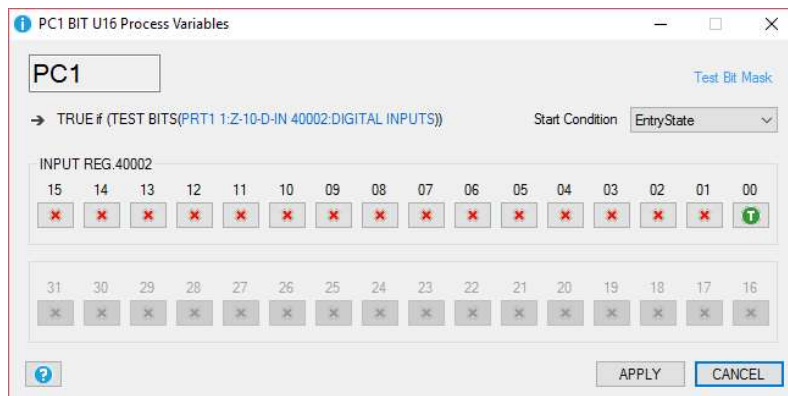 PC1 BIT U16 Process Variables
PC1
Test Bit Mask
TRUE if (TEST BITS(PRT1 1:Z-10-D-IN 40002:DIGITAL INPUTS)) Start Condition EntryState
INPUT REG.40002
15 14 13 12 11 10 09 08 07 06 05 04 03 02 01 00
T
31 30 29 28 27 26 25 24 23 22 21 20 19 18 17 16
? APPLY CANCEL